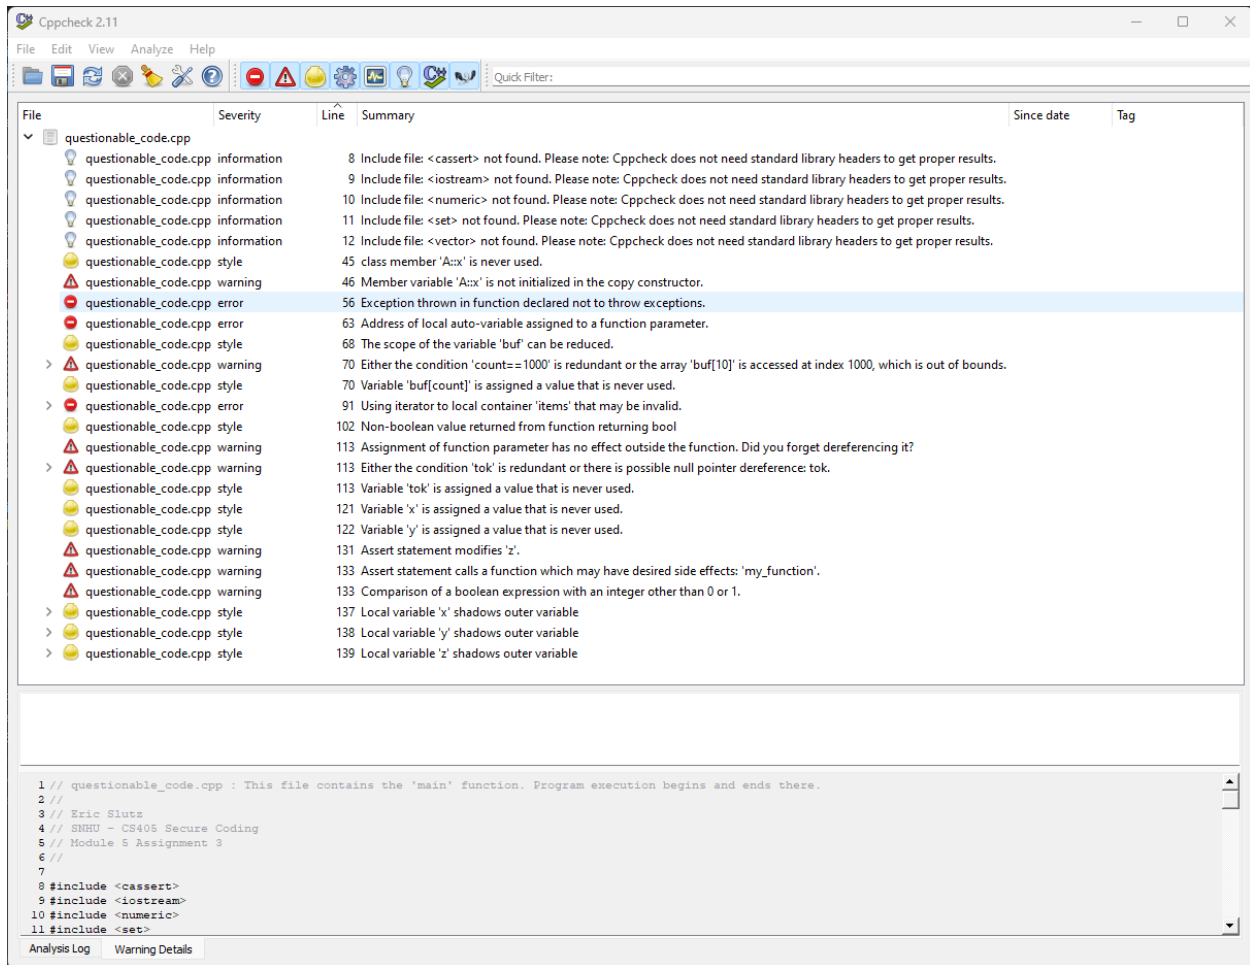 Cppcheck 2.11
File Edit View Analyze Help
Quick Filter:
File Severity Line Summary Since date Tag
questionable_code.cpp
questionable_code.cpp information 8 Include file: <cassert> not found. Please note: Cppcheck does not need standard library headers to get proper results.
questionable_code.cpp information 9 Include file: <iostream> not found. Please note: Cppcheck does not need standard library headers to get proper results.
questionable_code.cpp information 10 Include file: <numeric> not found. Please note: Cppcheck does not need standard library headers to get proper results.
questionable_code.cpp information 11 Include file: <set> not found. Please note: Cppcheck does not need standard library headers to get proper results.
questionable_code.cpp information 12 Include file: <vector> not found. Please note: Cppcheck does not need standard library headers to get proper results.
questionable_code.cpp style 45 class member 'A::x' is never used.
questionable_code.cpp warning 46 Member variable 'A::x' is not initialized in the copy constructor.
questionable_code.cpp error 56 Exception thrown in function declared not to throw exceptions.
questionable_code.cpp error 63 Address of local auto-variable assigned to a function parameter.
questionable_code.cpp style 68 The scope of the variable 'buf' can be reduced.
questionable_code.cpp warning 70 Either the condition 'count==1000' is redundant or the array 'buf[10]' is accessed at index 1000, which is out of bounds.
questionable_code.cpp style 70 Variable 'buf[count]' is assigned a value that is never used.
questionable_code.cpp error 91 Using iterator to local container 'items' that may be invalid.
questionable_code.cpp style 102 Non-boolean value returned from function returning bool
questionable_code.cpp warning 113 Assignment of function parameter has no effect outside the function. Did you forget dereferencing it?
questionable_code.cpp warning 113 Either the condition 'tok' is redundant or there is possible null pointer dereference: tok.
questionable_code.cpp style 113 Variable 'tok' is assigned a value that is never used.
questionable_code.cpp style 121 Variable 'x' is assigned a value that is never used.
questionable_code.cpp style 122 Variable 'y' is assigned a value that is never used.
questionable_code.cpp warning 131 Assert statement modifies 'z'.
questionable_code.cpp warning 133 Assert statement calls a function which may have desired side effects: 'my_function'.
questionable_code.cpp warning 133 Comparison of a boolean expression with an integer other than 0 or 1.
questionable_code.cpp style 137 Local variable 'x' shadows outer variable
questionable_code.cpp style 138 Local variable 'y' shadows outer variable
questionable_code.cpp style 139 Local variable 'z' shadows outer variable
1 // questionable_code.cpp : This file contains the 'main' function. Program execution begins and ends there.
2 //
3 // Eric Slutz
4 // SNHU - CS405 Secure Coding
5 // Module 5 Assignment 3
6 //
7
8 #include <cassert>
9 #include <iostream>
10 #include <numeric>
11 #include <set>
Analysis Log Warning Details